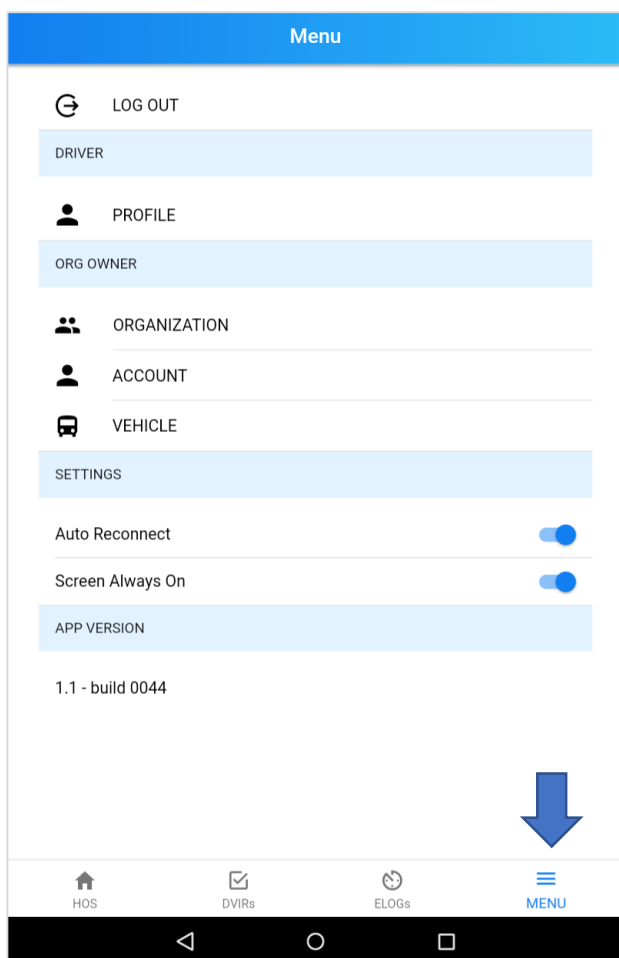 Menu
LOG OUT
DRIVER
PROFILE
ORG OWNER
ORGANIZATION
ACCOUNT
VEHICLE
SETTINGS
Auto Reconnect
Screen Always On
APP VERSION
1.1 - build 0044
HOS
DVIRs
ELOGs
MENU